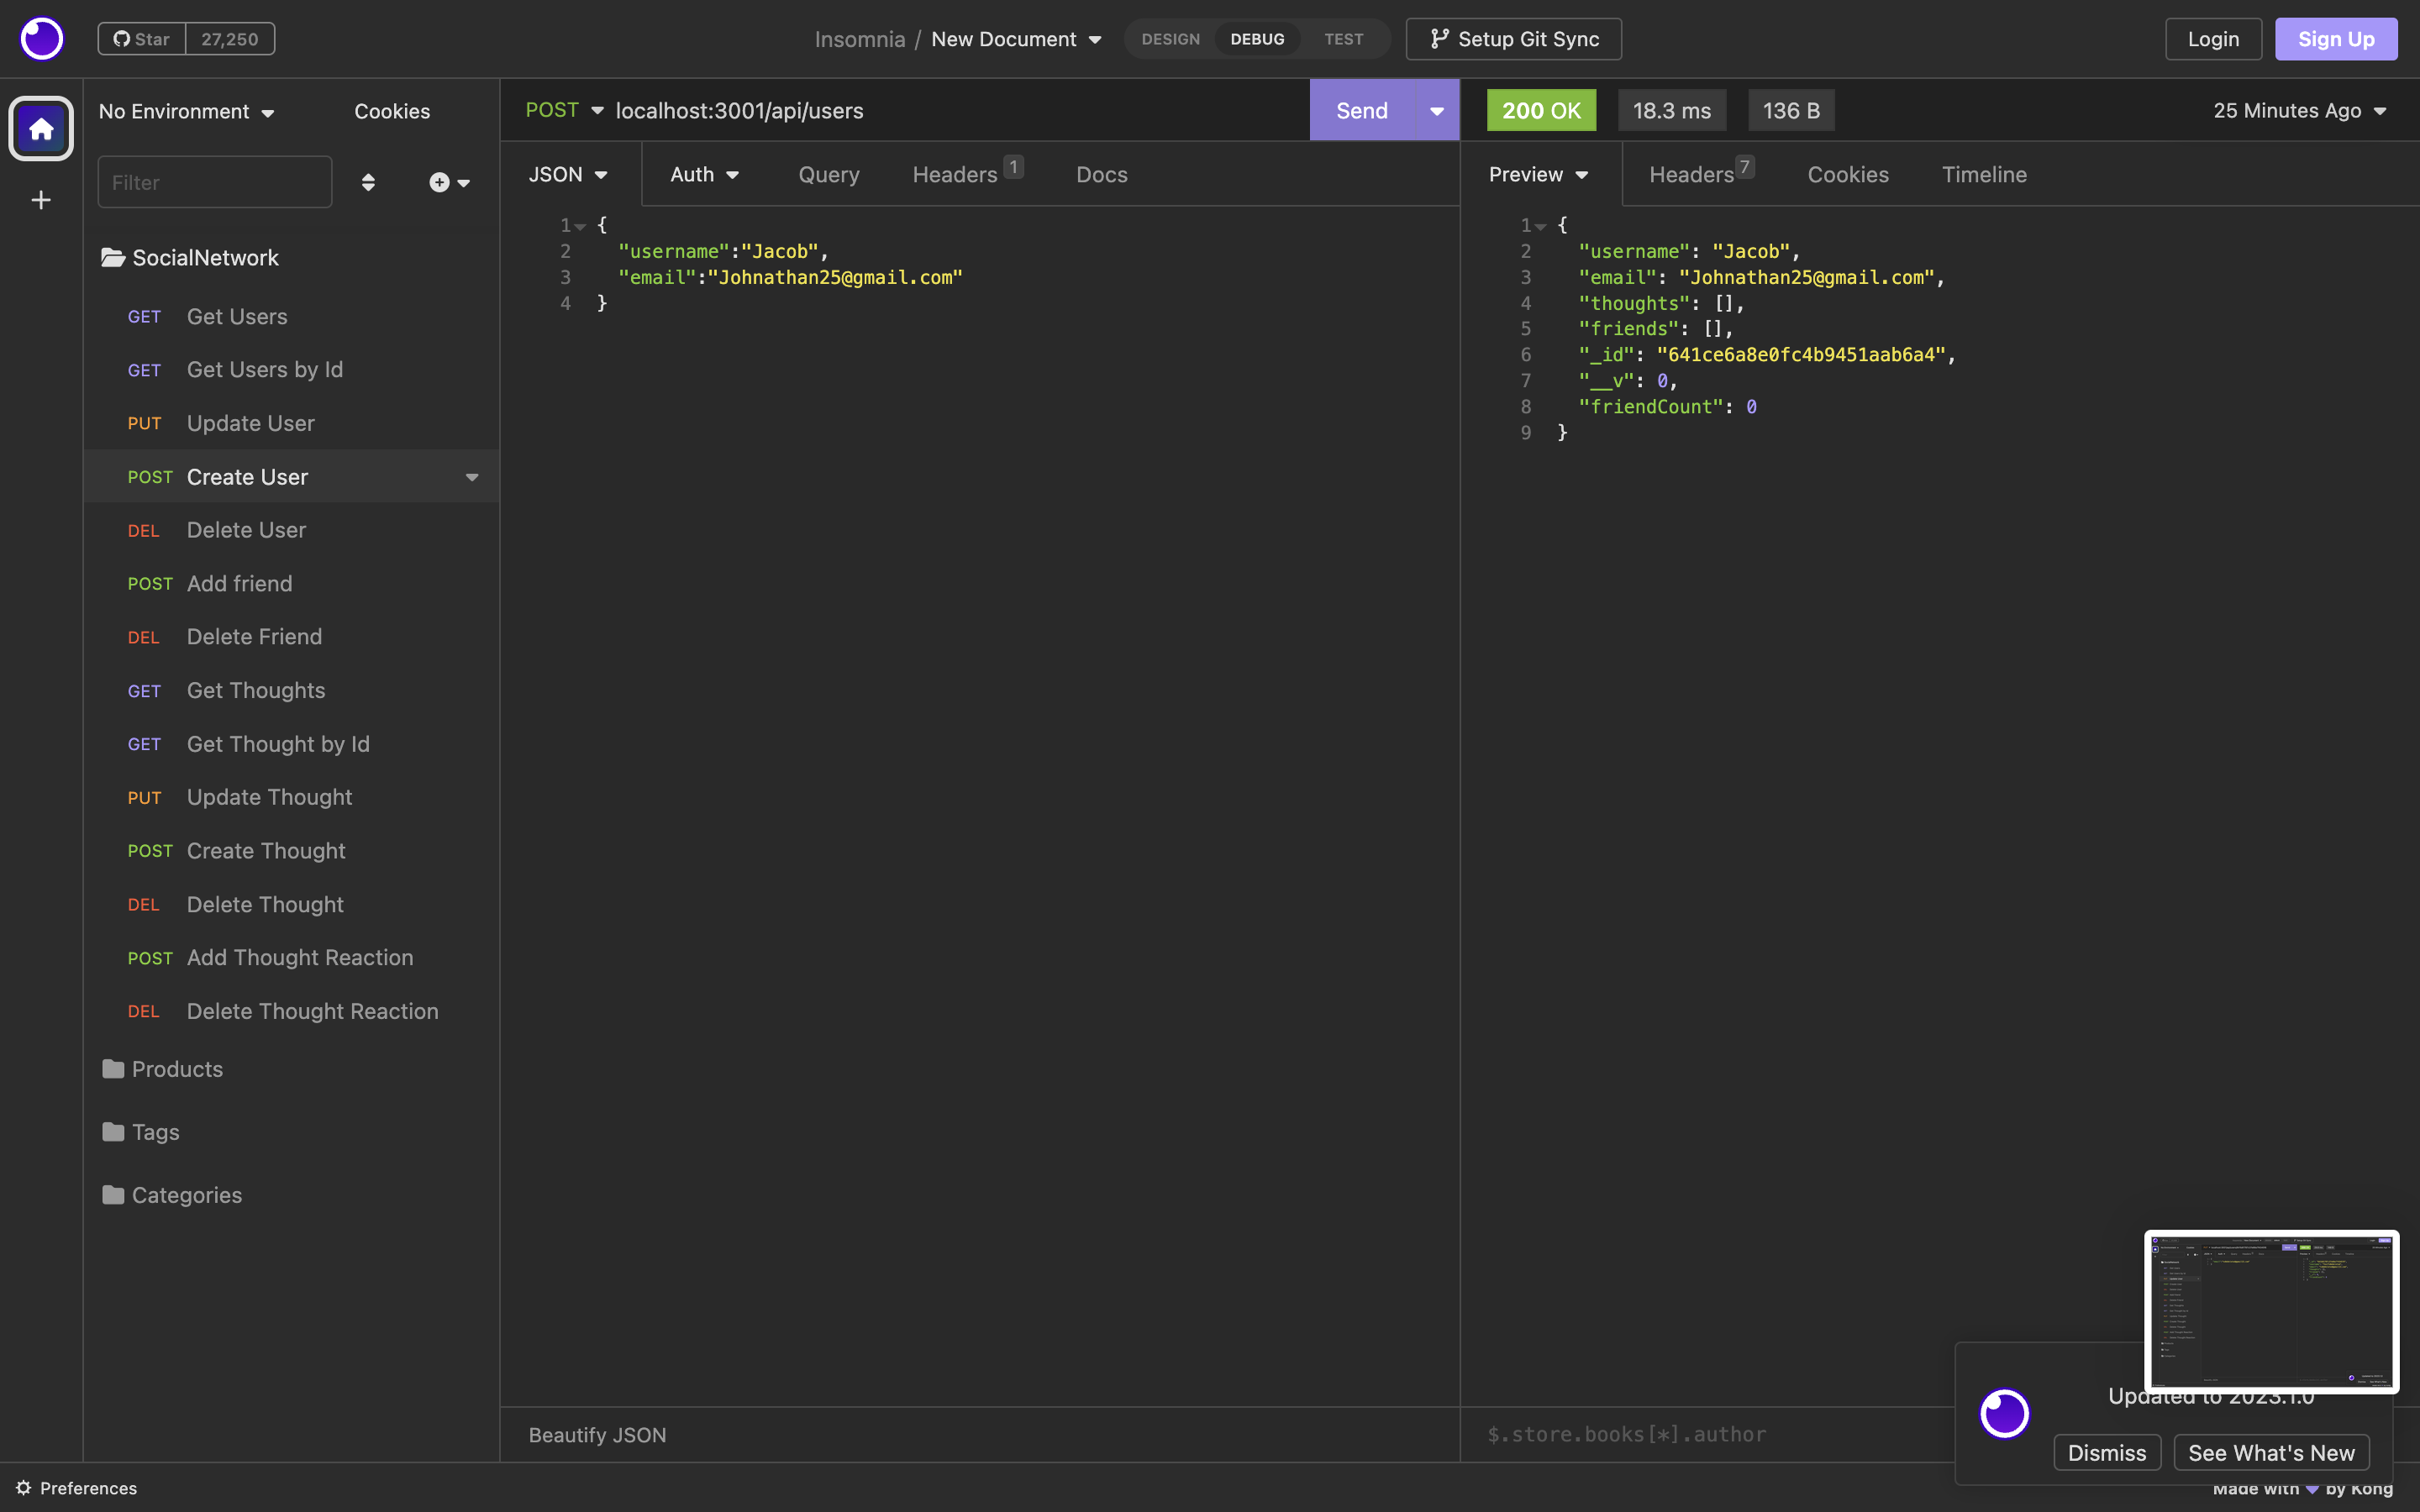 Star 27,250
Insomnia / New Document
DESIGN DEBUG TEST
Setup Git Sync
Login
Sign Up
No Environment
Cookies
Filter
SocialNetwork
GET Get Users
GET Get Users by Id
PUT Update User
POST Create User
DEL Delete User
POST Add friend
DEL Delete Friend
GET Get Thoughts
GET Get Thought by Id
PUT Update Thought
POST Create Thought
DEL Delete Thought
POST Add Thought Reaction
DEL Delete Thought Reaction
Products
Tags
Categories
POST localhost:3001/api/users
Send
JSON Auth Query Headers 1 Docs
1 {
2 "username":"Jacob",
3 "email":"Johnathan25@gmail.com"
4 }
Beautify JSON
200 OK 18.3 ms 136 B
25 Minutes Ago
Preview Headers 7 Cookies Timeline
1 {
2 "username": "Jacob",
3 "email": "Johnathan25@gmail.com",
4 "thoughts": [],
5 "friends": [],
6 "_id": "641ce6a8e0fc4b9451aab6a4",
7 "__v": 0,
8 "friendCount": 0
9 }
$.store.books[*].author
Updated to 2023.1.0
Dismiss
See What's New
Preferences
Made with by Kong